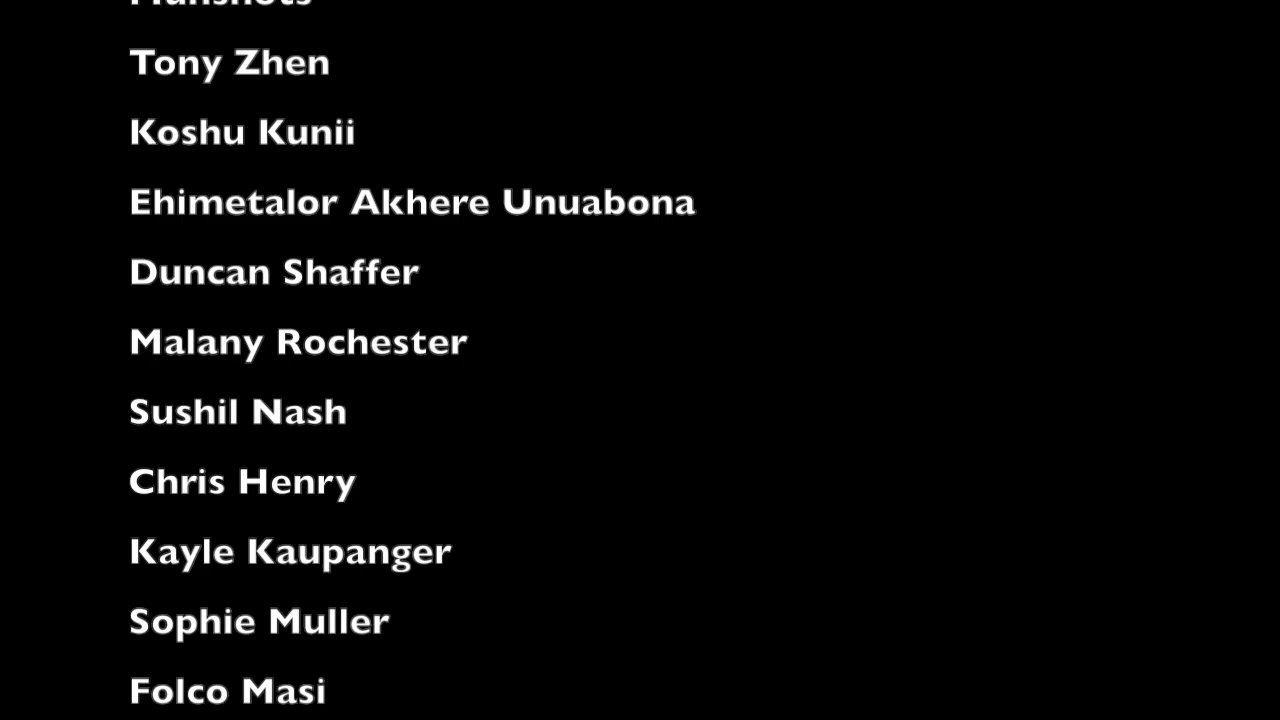 Tony Zhen
Koshu Kunii
Ehimetalor Akhere Unuabona
Duncan Shaffer
Malany Rochester
Sushil Nash
Chris Henry
Kayle Kaupanger
Sophie Muller
Folco Masi